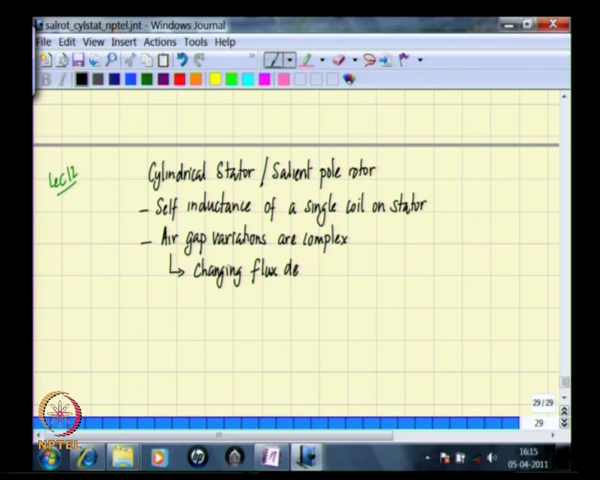 salrot_cylstat_nptel.jnt - Windows Journal
File Edit View Insert Actions Tools Help
B I
Lec12
Cylindrical Stator / Salient pole rotor
- Self inductance of a single coil on stator
- Air gap variations are complex
↳ Changing flux de
29/29
29
NPTEL
hp
16:15
05-04-2011